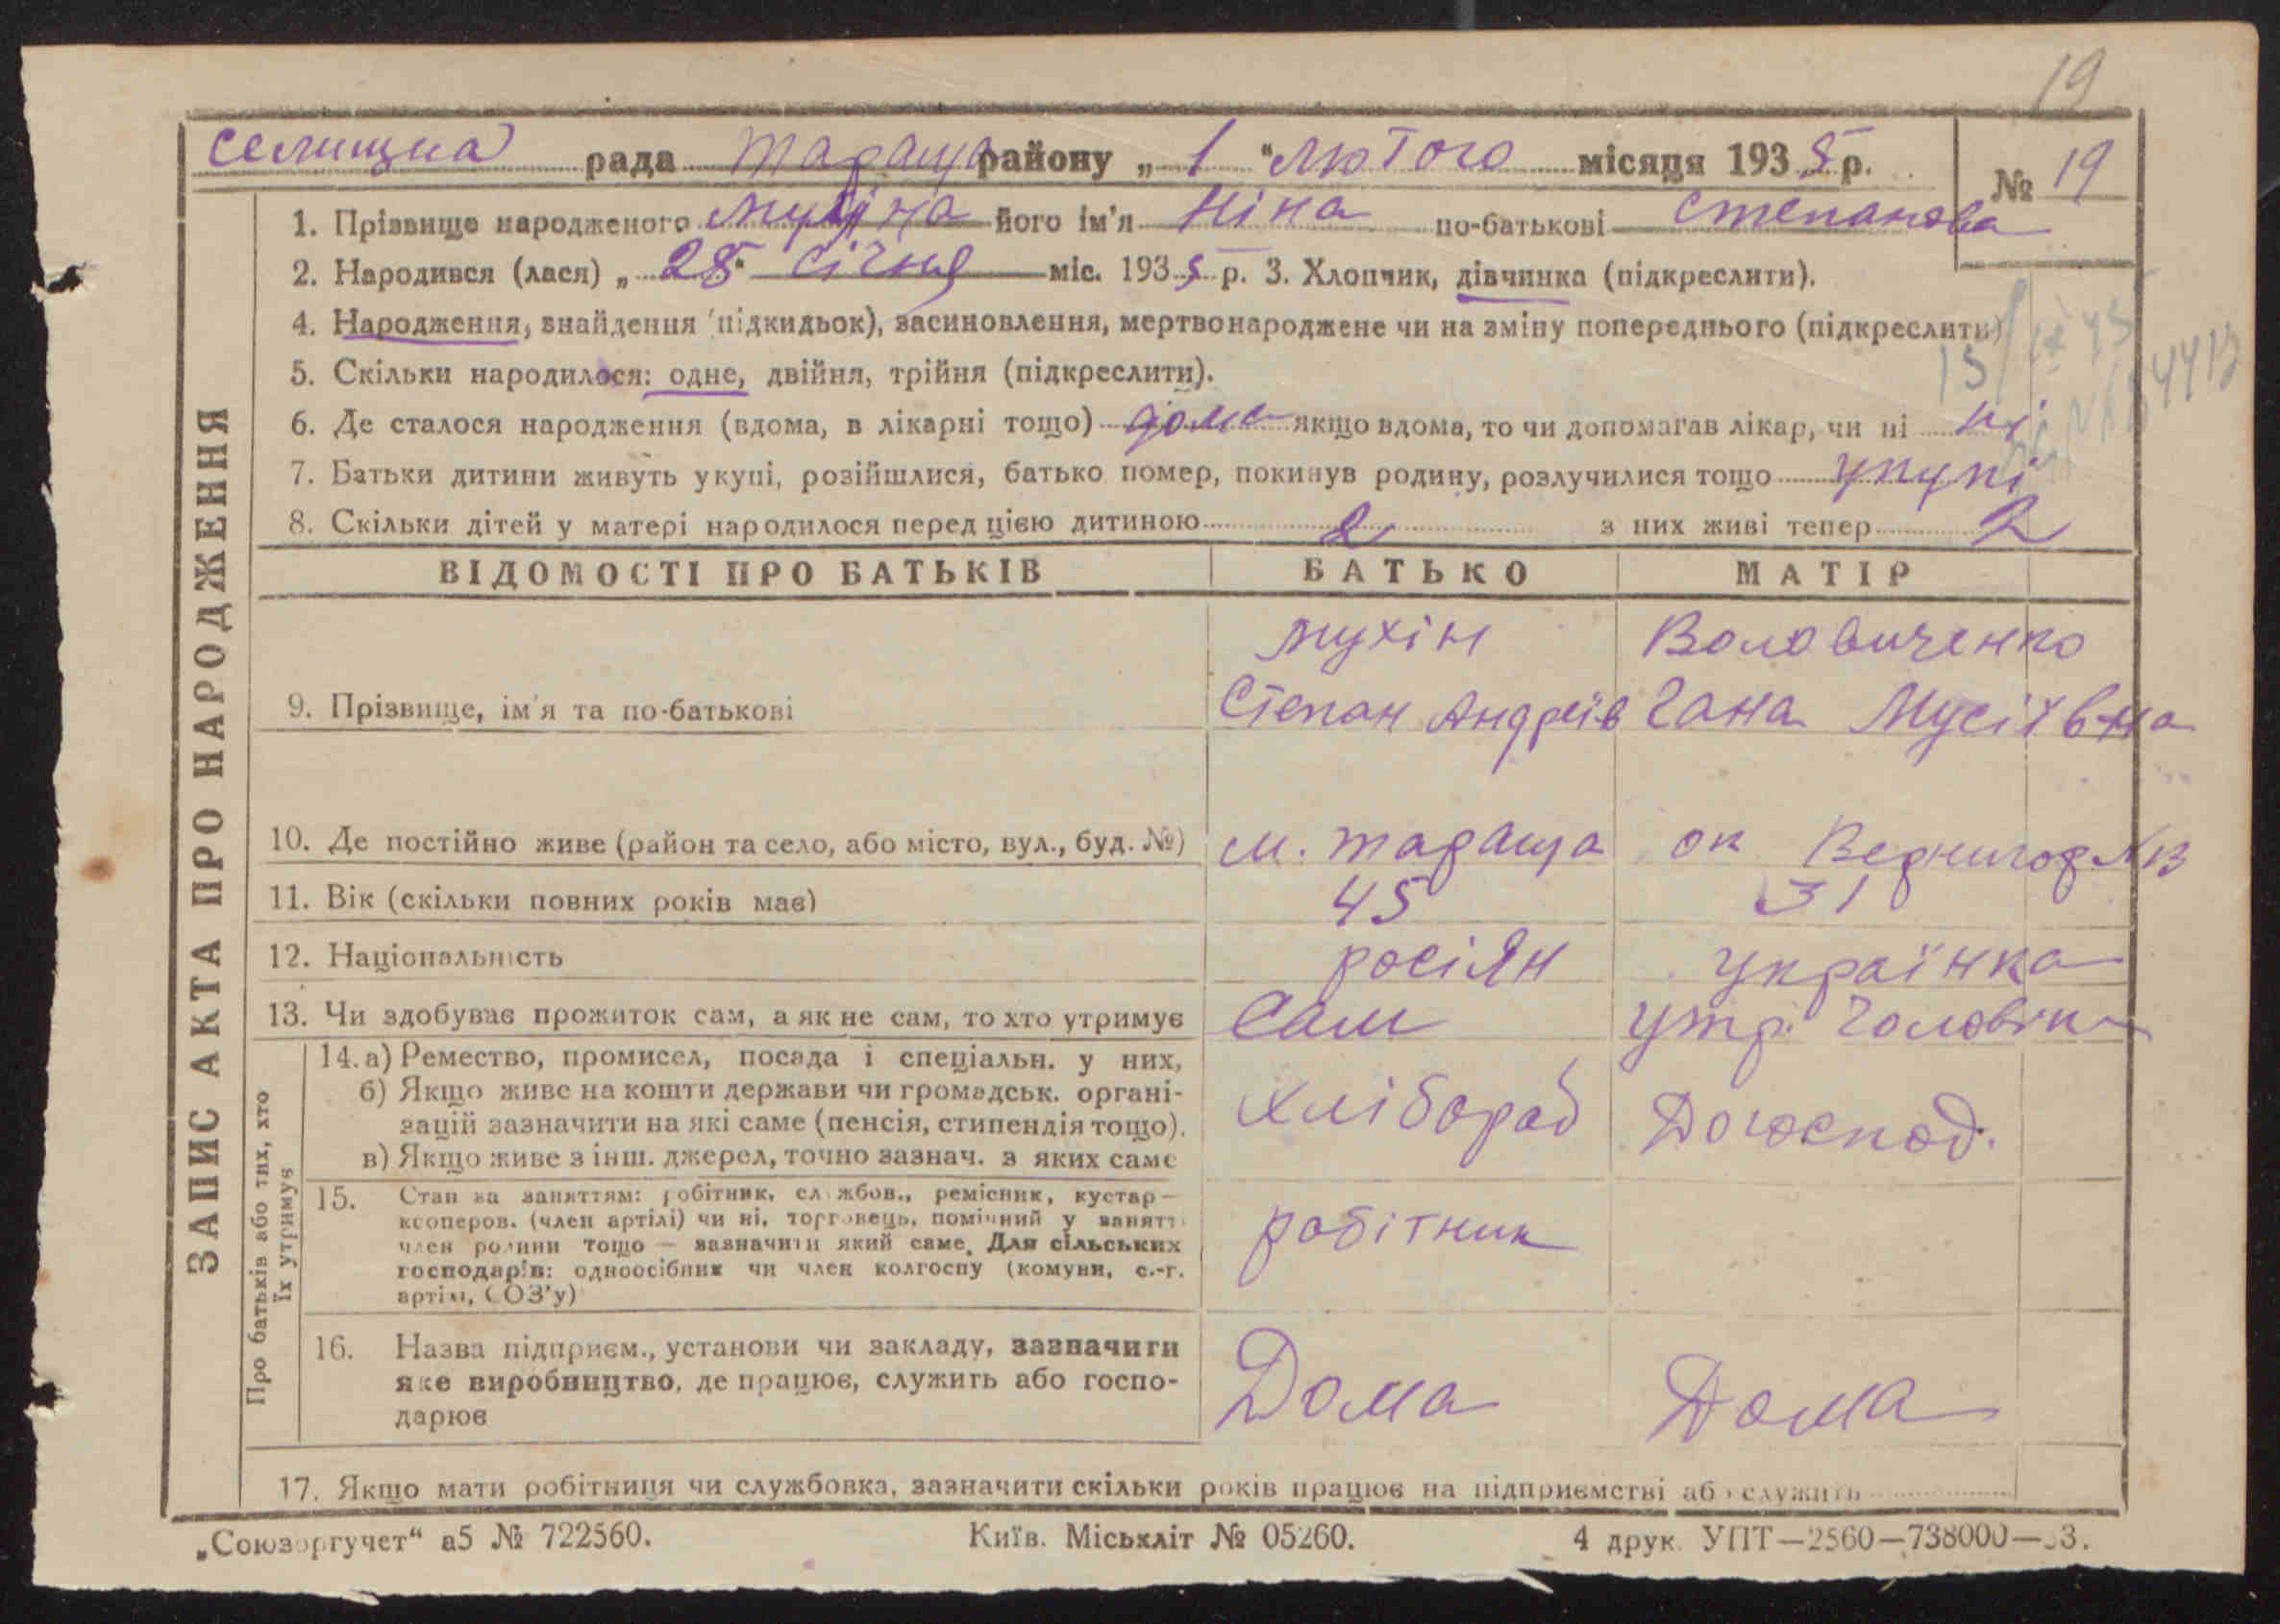 19
селищна рада Тараща району „ 1 " Лютого місяця 1935 р. № 19
1. Прізвище народженого Мухіна його ім'я Ніна по-батькові Степанова
2. Народився (лася) „ 28 " січня міс. 1935 р. 3. Хлопчик, дівчинка (підкреслити).
4. Народження, знайдення (підкидьок), засиновлення, мертвонароджене чи на зміну попереднього (підкреслити)
5. Скільки народилося: одне, двійня, трійня (підкреслити).
6. Де сталося народження (вдома, в лікарні тощо) дома якщо вдома, то чи допомагав лікар, чи ні ні
7. Батьки дитини живуть укупі, розійшлися, батько помер, покинув родину, розлучилися тощо укупі
8. Скільки дітей у матері народилося перед цією дитиною 2 з них живі тепер 2
ЗАПИС АКТА ПРО НАРОДЖЕННЯ
ВІДОМОСТІ ПРО БАТЬКІВ БАТЬКО МАТІР
Мухін Воловиченко
9. Прізвище, ім'я та по-батькові Степан Андреїв Гана Мусіївна
10. Де постійно живе (район та село, або місто, вул., буд. №) м. Тараща ок
11. Вік (скільки повних років має) 45 31
12. Національність росіян українка
13. Чи здобуває прожиток сам, а як не сам, то хто утримує Сам утр. Чоловік
Про батьків або тих, хто
їх утримує
14. а) Ремество, промисел, посада і спеціальн. у них,
б) Якщо живе на кошти держави чи громадськ. органі-
зацій зазначити на які саме (пенсія, стипендія тощо).
в) Якщо живе з інш. джерел, точно зазнач. з яких саме
хлібораб Догоспод.
15. Стан за заняттям: робітник, службов., ремісник, кустар—
кооперов. (член артілі) чи ні, торговець, помічний у занятт.
член родини тощо — зазначити який саме. Для сільських
господарів: одноосібник чи член колгоспу (комуни, с.-г.
артілі, СОЗ'у)
робітник
16. Назва підприєм., установи чи закладу, зазначити
яке виробництво, де працює, служить або госпо-
дарює
Дома Дома
17. Якщо мати робітниця чи службовка, зазначити скільки років працює на підприємстві або служить
„Союзоргучет" а5 № 722560. Київ. Міськліт № 05260. 4 друк. УПТ—2560—738000—33.